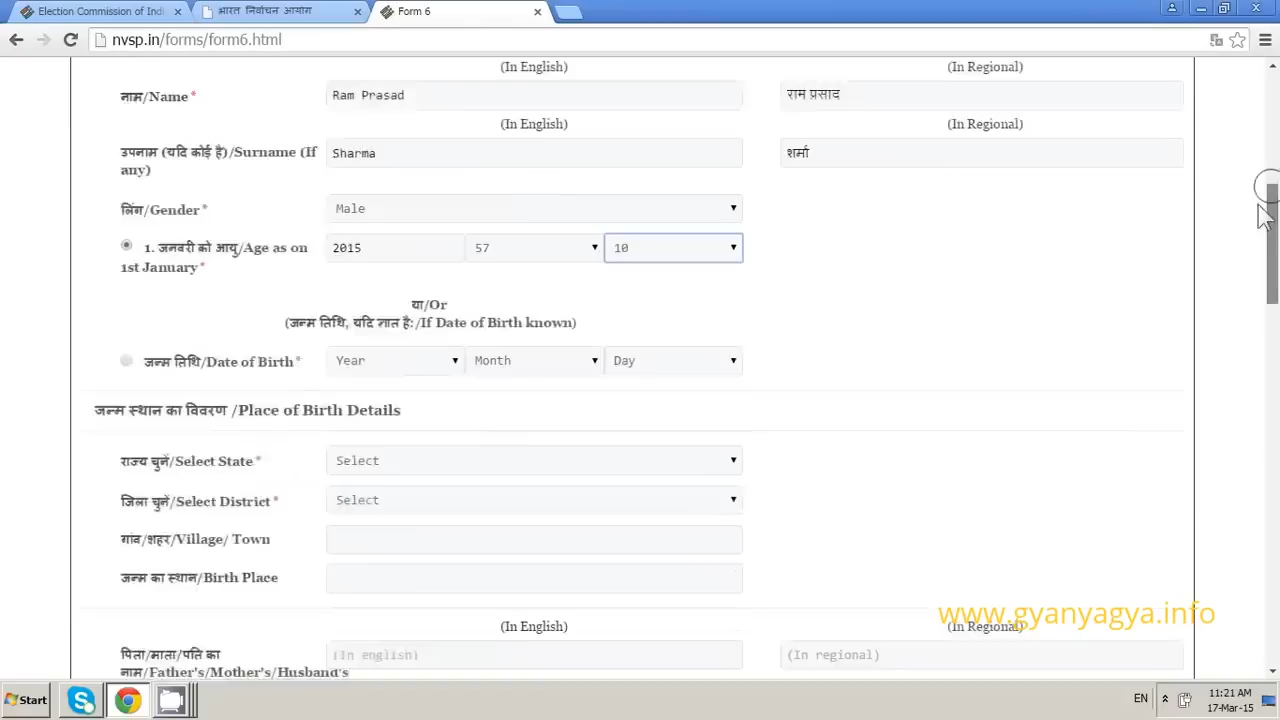 Election Commission of Indi
भारत निर्वाचन आयोग
Form 6
nvsp.in/forms/form6.html
(In English) (In Regional)
नाम/Name* Ram Prasad राम प्रसाद
(In English) (In Regional)
उपनाम (यदि कोई है)/Surname (If any) Sharma शर्मा
लिंग/Gender* Male
1. जनवरी को आयु/Age as on 1st January* 2015 57 10
या/Or
(जन्म तिथि, यदि ज्ञात है:/If Date of Birth known)
जन्म तिथि/Date of Birth* Year Month Day
जन्म स्थान का विवरण /Place of Birth Details
राज्य चुनें/Select State* Select
जिला चुनें/Select District* Select
गांव/शहर/Village/ Town
जन्म का स्थान/Birth Place
(In English) (In Regional)
पिता/माता/पति का नाम/Father's/Mother's/Husband's (In english) (In regional)
www.gyanyagya.info
Start EN 11:21 AM
17-Mar-15